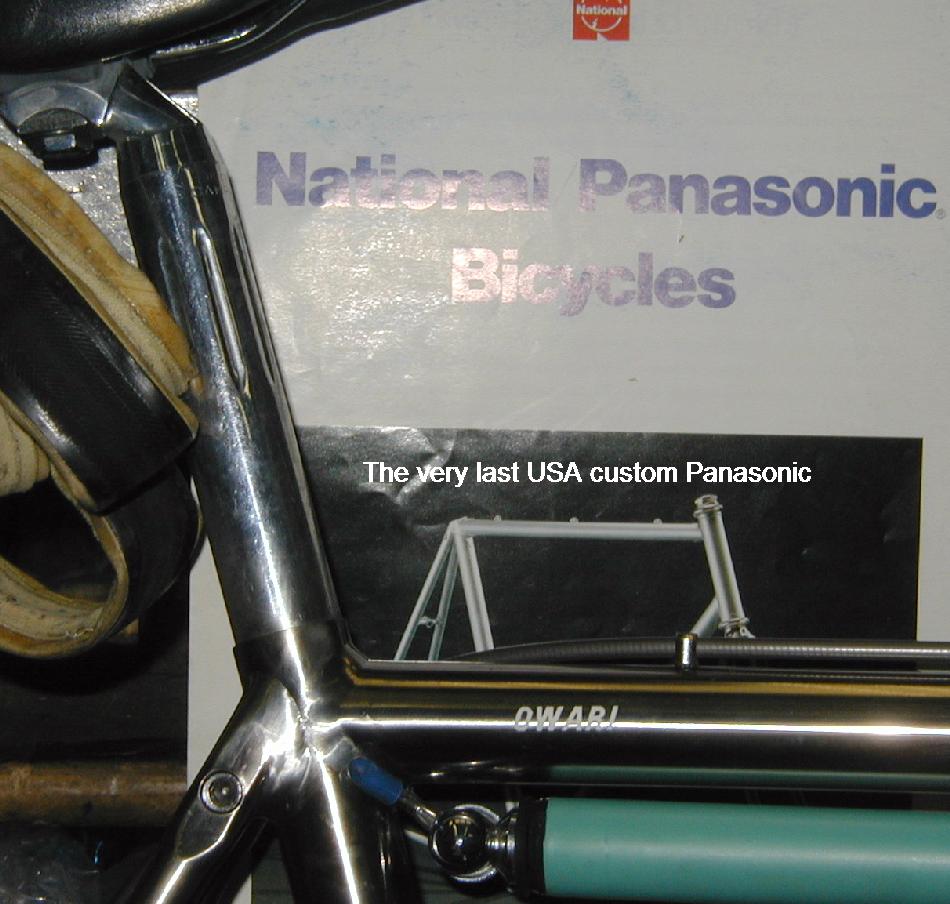 National
National Panasonic
Bicycles
The very last USA custom Panasonic
OWARI